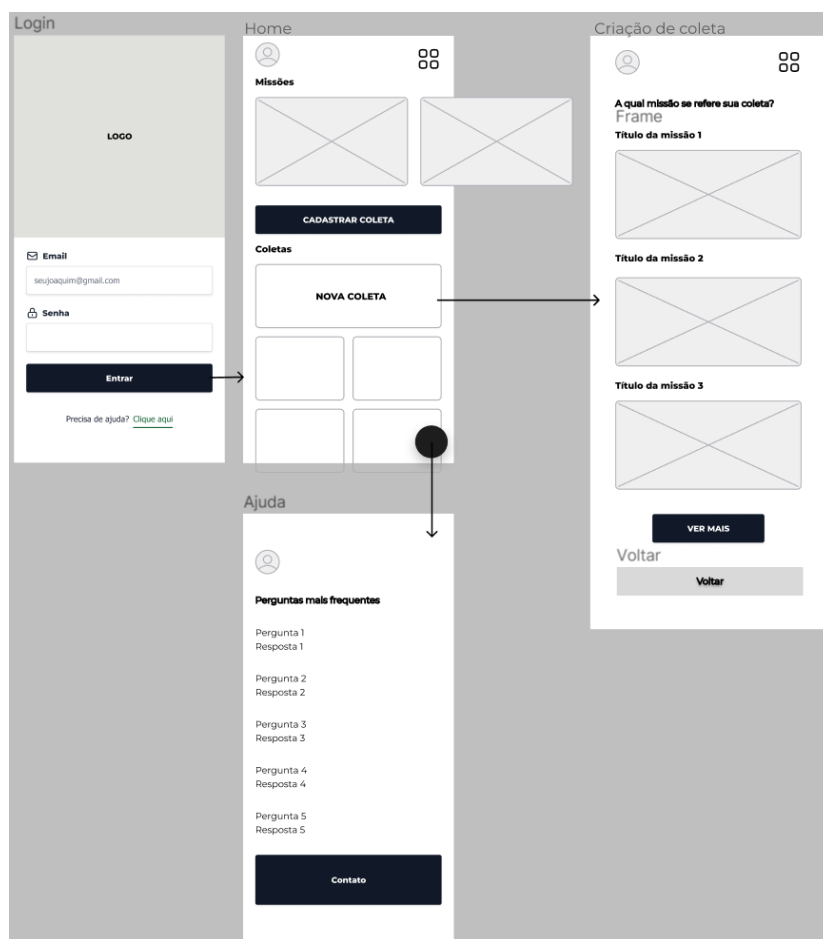 Login
LOGO
Email
seujoaquim@gmail.com
Senha
Entrar
Precisa de ajuda? Clique aqui
Home
Missões
CADASTRAR COLETA
Coletas
NOVA COLETA
Criação de coleta
A qual missão se refere sua coleta?
Frame
Título da missão 1
Título da missão 2
Título da missão 3
VER MAIS
Voltar
Voltar
Ajuda
Perguntas mais frequentes
Pergunta 1
Resposta 1
Pergunta 2
Resposta 2
Pergunta 3
Resposta 3
Pergunta 4
Resposta 4
Pergunta 5
Resposta 5
Contato